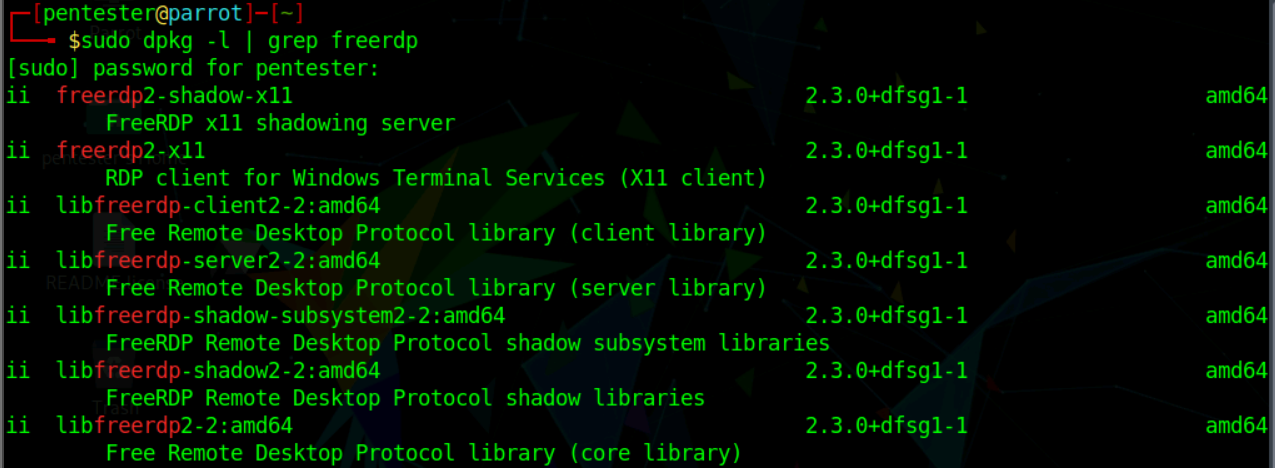 ┌─[pentester@parrot]─[~]
└──╼ $sudo dpkg -l | grep freerdp
[sudo] password for pentester:
ii  freerdp2-shadow-x11 2.3.0+dfsg1-1 amd64
FreeRDP x11 shadowing server
ii  freerdp2-x11 2.3.0+dfsg1-1 amd64
RDP client for Windows Terminal Services (X11 client)
ii  libfreerdp-client2-2:amd64 2.3.0+dfsg1-1 amd64
Free Remote Desktop Protocol library (client library)
ii  libfreerdp-server2-2:amd64 2.3.0+dfsg1-1 amd64
Free Remote Desktop Protocol library (server library)
ii  libfreerdp-shadow-subsystem2-2:amd64 2.3.0+dfsg1-1 amd64
FreeRDP Remote Desktop Protocol shadow subsystem libraries
ii  libfreerdp-shadow2-2:amd64 2.3.0+dfsg1-1 amd64
FreeRDP Remote Desktop Protocol shadow libraries
ii  libfreerdp2-2:amd64 2.3.0+dfsg1-1 amd64
Free Remote Desktop Protocol library (core library)